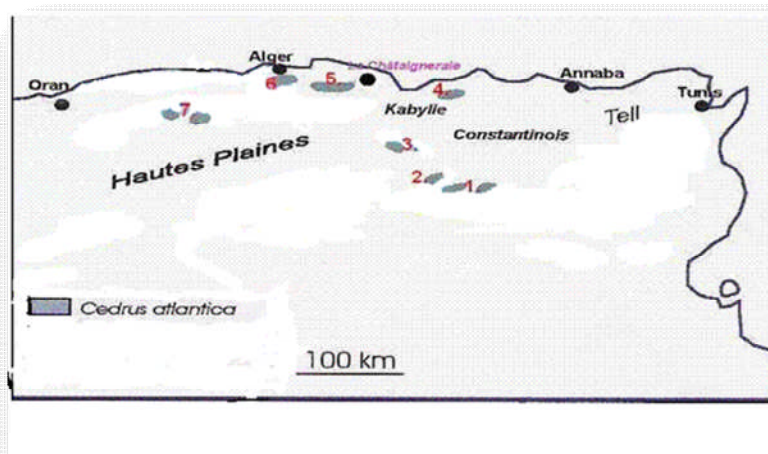 Alger
La Châtaigneraie
Oran
Annaba
Tunis
6
5
4
7
Kabylie
Tell
Constantinois
3
Hautes Plaines
2
1
Cedrus atlantica
100 km